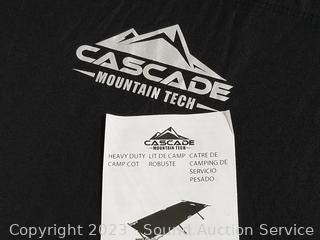 CASCADE
MOUNTAIN TECH
CASCADE
MOUNTAIN TECH
HEAVY DUTY LIT DE CAMP CATRE DE
CAMP COT ROBUSTE CAMPING DE
SERVICIO
PESADO
Copyright 2023 Sound Auction Service